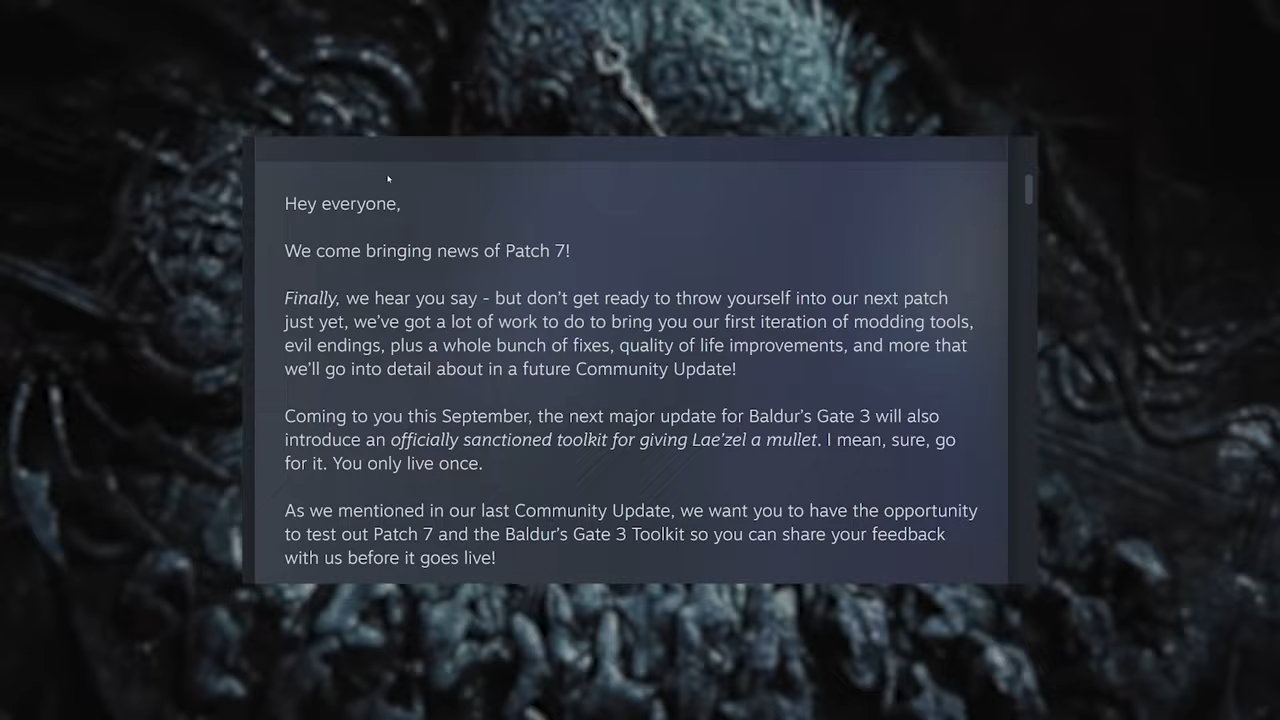 Hey everyone,
We come bringing news of Patch 7!
Finally, we hear you say - but don’t get ready to throw yourself into our next patch
just yet, we’ve got a lot of work to do to bring you our first iteration of modding tools,
evil endings, plus a whole bunch of fixes, quality of life improvements, and more that
we’ll go into detail about in a future Community Update!
Coming to you this September, the next major update for Baldur’s Gate 3 will also
introduce an officially sanctioned toolkit for giving Lae’zel a mullet. I mean, sure, go
for it. You only live once.
As we mentioned in our last Community Update, we want you to have the opportunity
to test out Patch 7 and the Baldur’s Gate 3 Toolkit so you can share your feedback
with us before it goes live!